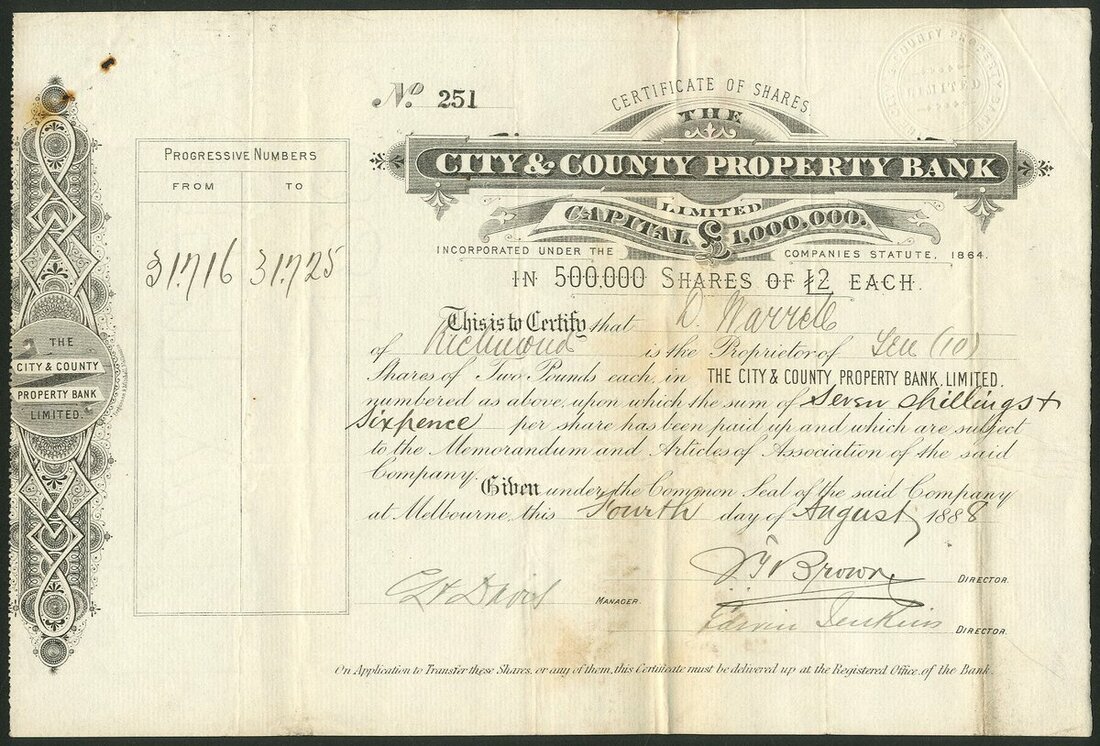 No 251
CERTIFICATE OF SHARES
THE
CITY & COUNTY PROPERTY BANK
LIMITED
CAPITAL £1,000,000.
INCORPORATED UNDER THE COMPANIES STATUTE, 1864.
IN 500.000 SHARES OF £2 EACH.
PROGRESSIVE NUMBERS
FROM TO
31716 31725
THE
CITY & COUNTY
PROPERTY BANK
LIMITED.
This is to Certify that D. Warrell
of Richmond is the Proprietor of Ten (10)
Shares of Two Pounds each, in THE CITY & COUNTY PROPERTY BANK, LIMITED.
numbered as above, upon which the sum of Seven shillings &
sixpence per share has been paid up and which are subject
to the Memorandum and Articles of Association of the said
Company.
Given under the Common Seal of the said Company
at Melbourne, this Fourth day of August 1888
Brown DIRECTOR.
Davis MANAGER.
Edwin Jenkins DIRECTOR.
On Application to Transfer these Shares, or any of them, this Certificate must be delivered up at the Registered Office of the Bank.